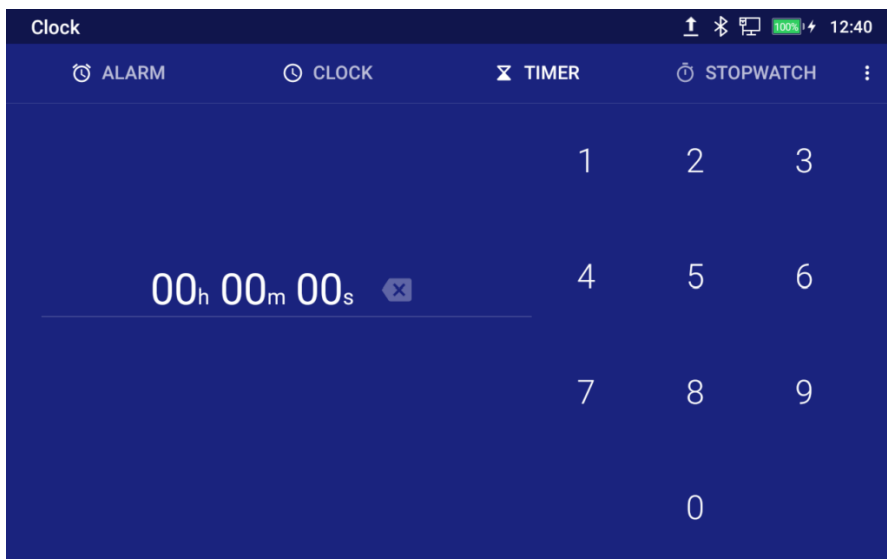 Clock 100% 12:40
ALARM CLOCK TIMER STOPWATCH
1 2 3
00h 00m 00s
4 5 6
7 8 9
0